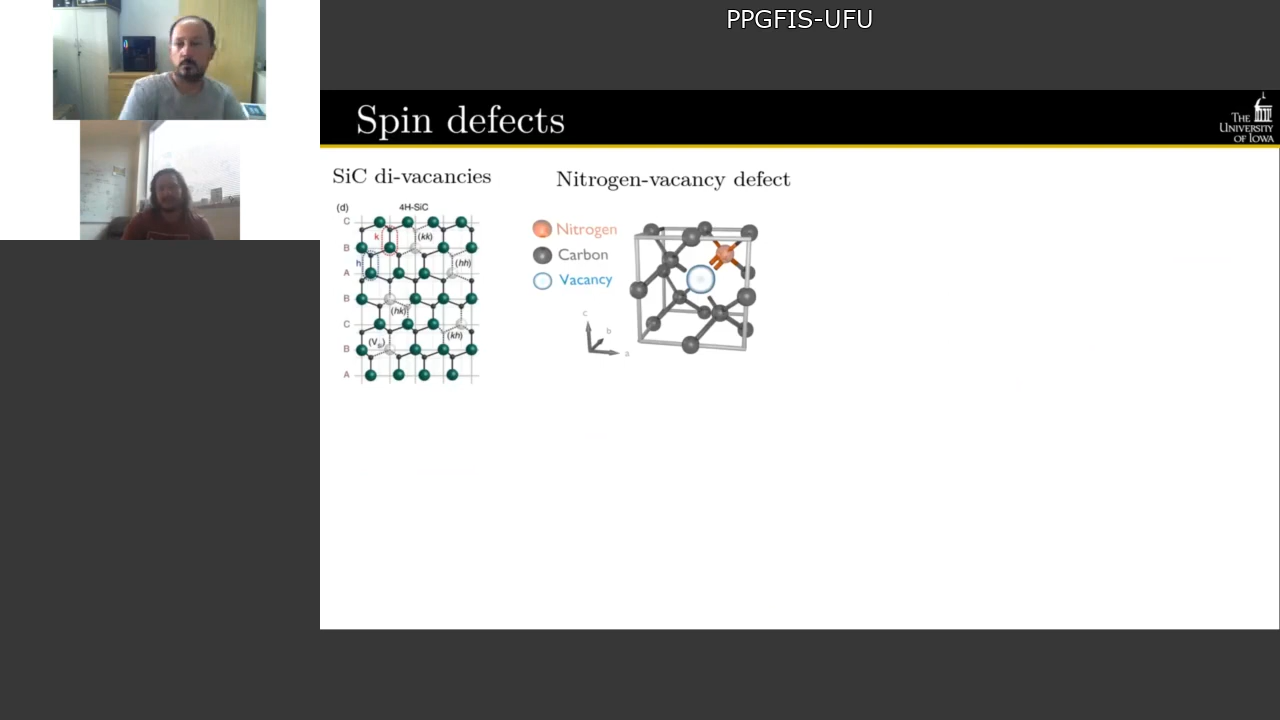 PPGFIS-UFU
Spin defects
THE
UNIVERSITY
OF IOWA
SiC di-vacancies
Nitrogen-vacancy defect
(d)
4H-SiC
C
k
(kk)
B
h
(hh)
A
B
(hk)
C
(kh)
B
A
Nitrogen
Carbon
Vacancy
c
b
a